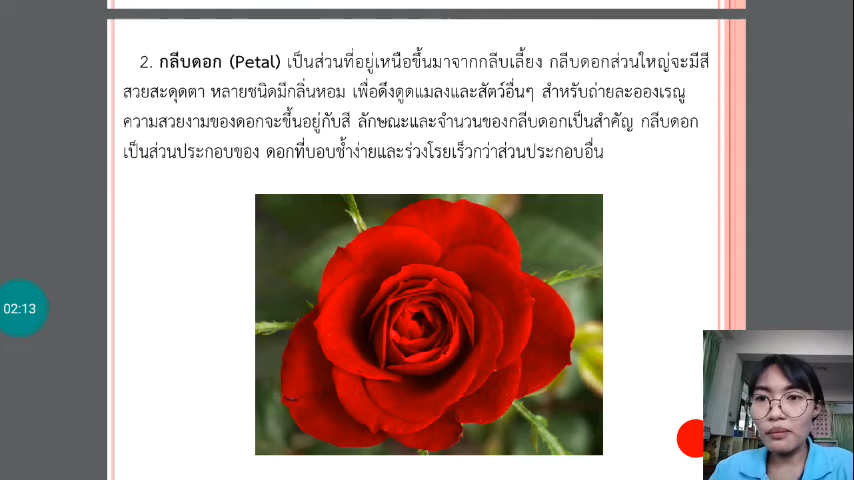 2. กลีบดอก (Petal) เป็นส่วนที่อยู่เหนือขึ้นมาจากกลีบเลี้ยง กลีบดอกส่วนใหญ่จะมีสี
สวยสะดุดตา หลายชนิดมีกลิ่นหอม เพื่อดึงดูดแมลงและสัตว์อื่นๆ สำหรับถ่ายละอองเรณู
ความสวยงามของดอกจะขึ้นอยู่กับสี ลักษณะและจำนวนของกลีบดอกเป็นสำคัญ กลีบดอก
เป็นส่วนประกอบของ ดอกที่บอบช้ำง่ายและร่วงโรยเร็วกว่าส่วนประกอบอื่น
02:13